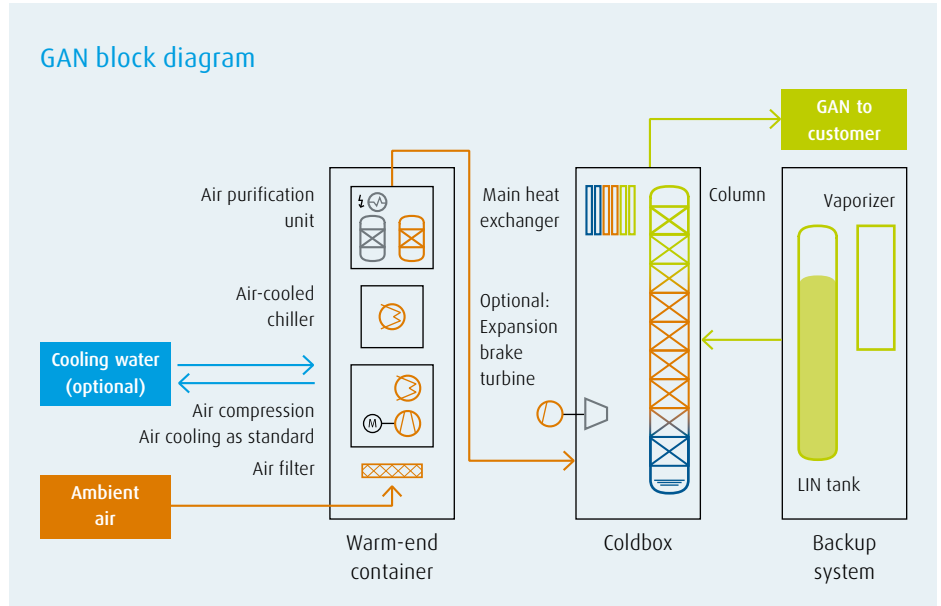 GAN block diagram
GAN to
customer
Air purification
unit
Main heat
exchanger
Column
Vaporizer
Air-cooled
chiller
Optional:
Expansion
brake
turbine
Cooling water
(optional)
Air compression
Air cooling as standard
M
Air filter
LIN tank
Ambient
air
Warm-end
container
Coldbox
Backup
system